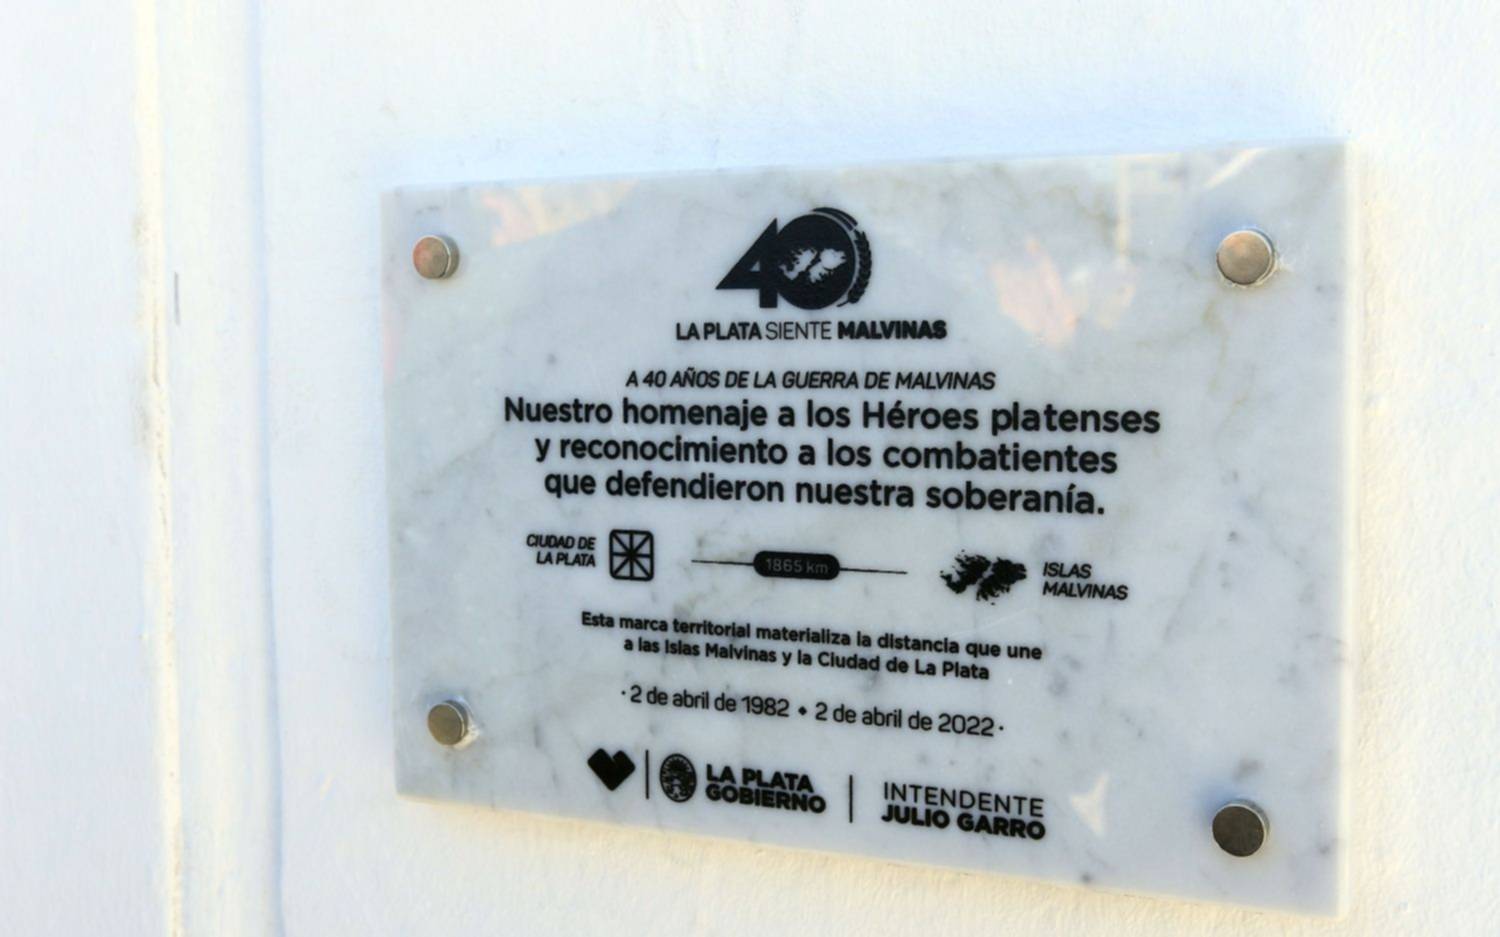 40
LA PLATA SIENTE MALVINAS
A 40 AÑOS DE LA GUERRA DE MALVINAS
Nuestro homenaje a los Héroes platenses
y reconocimiento a los combatientes
que defendieron nuestra soberanía.
CIUDAD DE
LA PLATA
1865 km
ISLAS
MALVINAS
Esta marca territorial materializa la distancia que une
a las Islas Malvinas y la Ciudad de La Plata
· 2 de abril de 1982 • 2 de abril de 2022 ·
LA PLATA
GOBIERNO
INTENDENTE
JULIO GARRO